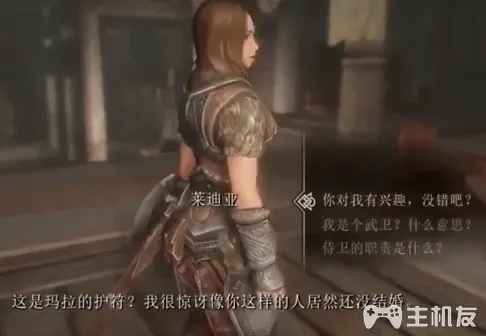 莱迪亚
你对我有兴趣，没错吧？
我是个武卫？什么意思？
侍卫的职责是什么？
这是玛拉的护符？我很惊讶像你这样的人居然还没结婚。
主机友